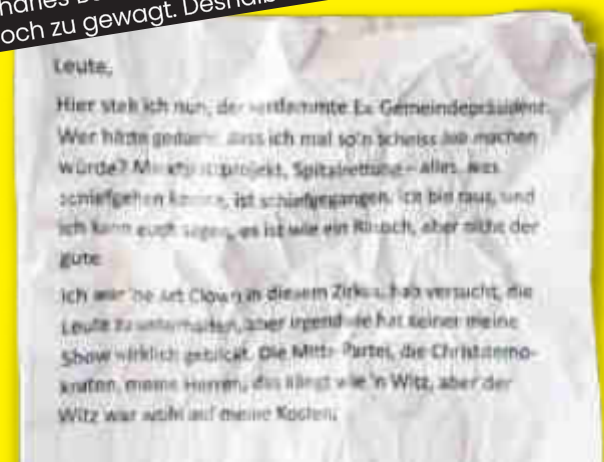 och zu gewagt. Deshalb
Leute,
Hier steh ich nun, der verdammte Ex Gemeindepräsident.
Wer hätte gedacht, dass ich mal so'n scheiss Job machen
würde? Marktplatzprojekt, Spitalrettung – alles, was
schiefgehen konnte, ist schiefgegangen. Ich bin raus, und
ich kann euch sagen, es ist wie ein Rausch, aber nicht der
gute
Ich war 'ne Art Clown in diesem Zirkus, hab versucht, die
Leute zu unterhalten, aber irgendwie hat keiner meine
Show wirklich geblickt. Die Mitte-Partei, die Christdemo-
kraten, meine Herren, das klingt wie 'n Witz, aber der
Witz war wohl auf meine Kosten.